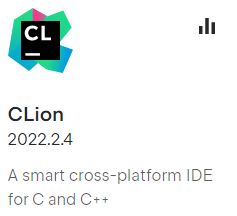 CL
CLion
2022.2.4
A smart cross-platform IDE
for C and C++